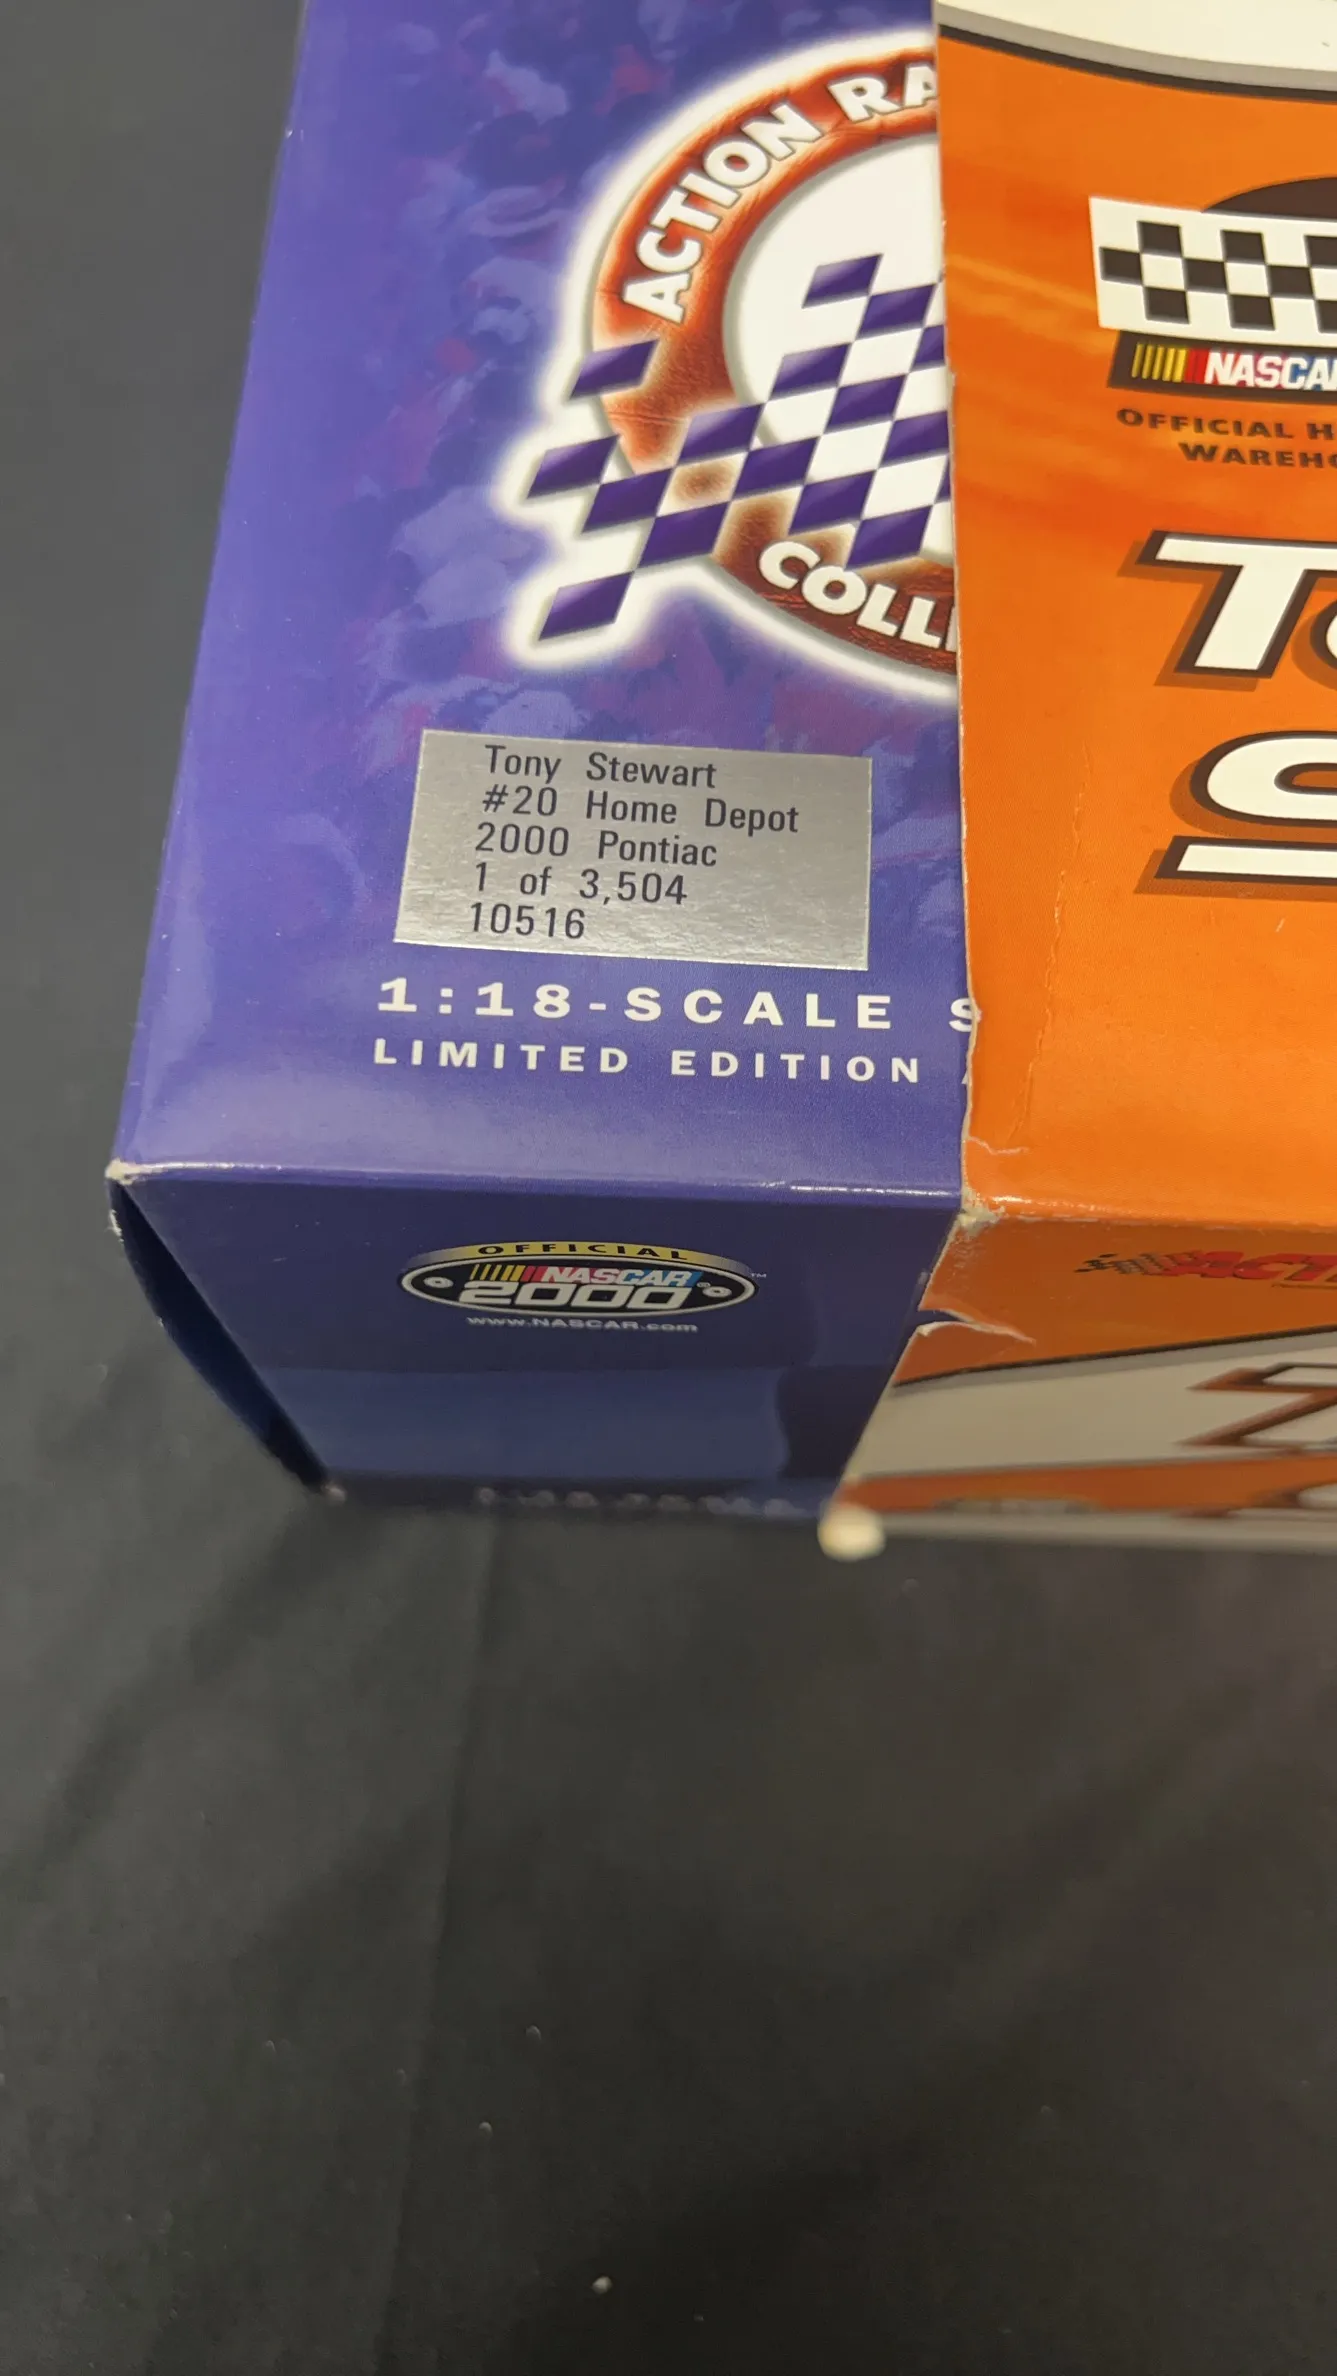 ACTION RA
COLL
NASCA
OFFICIAL H
WAREHO
Tony Stewart
#20 Home Depot
2000 Pontiac
1 of 3,504
10516
1:18-SCALE S
LIMITED EDITION
OFFICIAL
NASCAR
2000
www.NASCAR.com
ACT